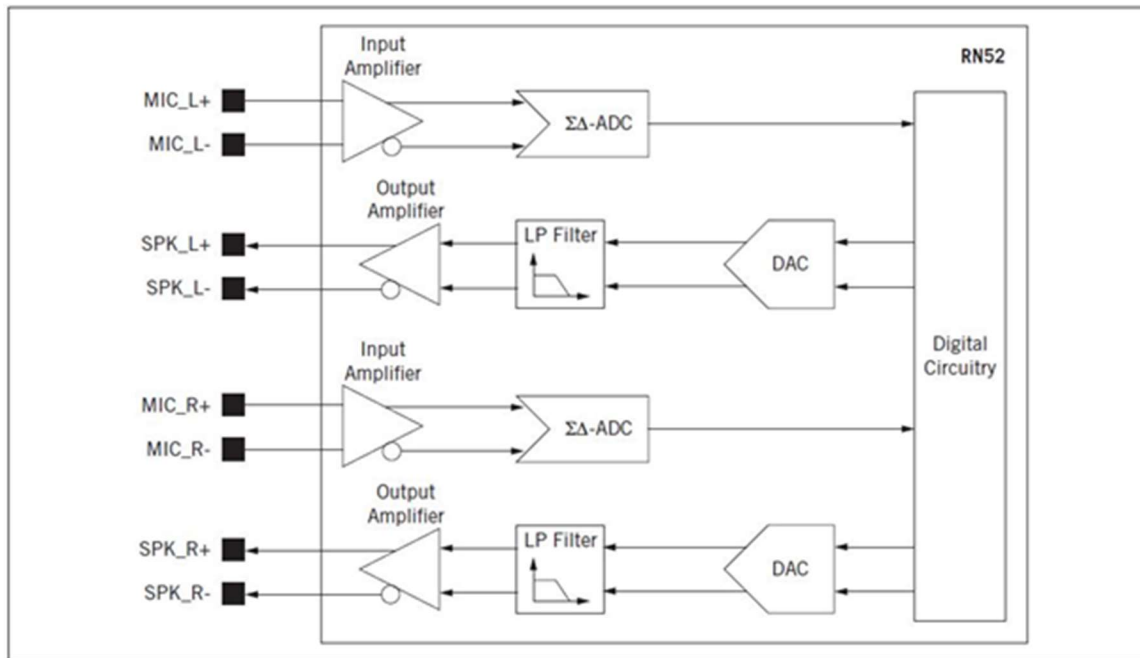 Input
Amplifier
RN52
MIC_L+
MIC_L-
ΣΔ-ADC
Output
Amplifier
SPK_L+
SPK_L-
LP Filter
DAC
Digital
Circuitry
Input
Amplifier
MIC_R+
MIC_R-
ΣΔ-ADC
Output
Amplifier
SPK_R+
SPK_R-
LP Filter
DAC